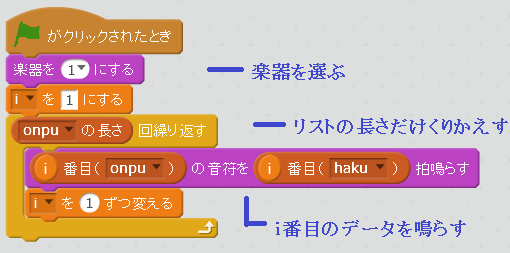 がクリックされたとき
楽器を 1 にする
楽器を選ぶ
i を 1 にする
onpu の長さ 回繰り返す
リストの長さだけくりかえす
i 番目( onpu ) の音符を i 番目( haku ) 拍鳴らす
i を 1 ずつ変える
i番目のデータを鳴らす